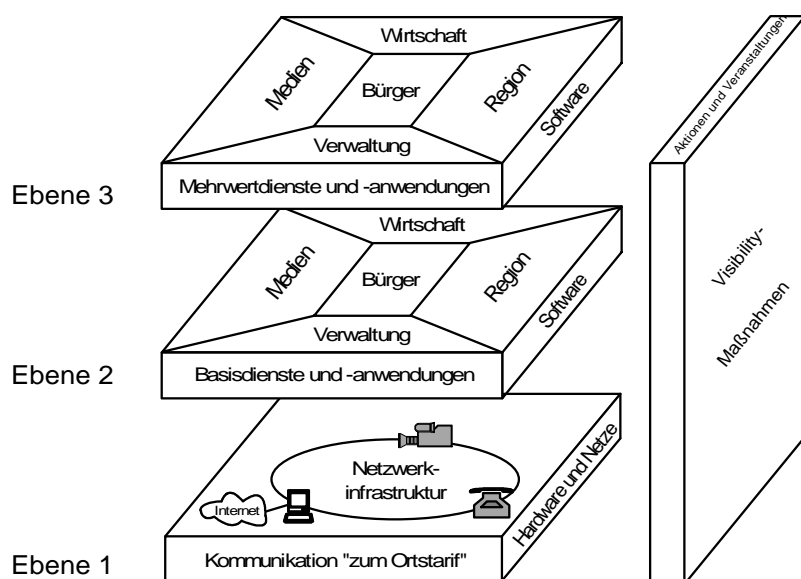 Wirtschaft
Medien
Bürger
Region
Software
Verwaltung
Ebene 3
Mehrwertdienste und -anwendungen
Wirtschaft
Medien
Bürger
Region
Software
Verwaltung
Ebene 2
Basisdienste und -anwendungen
Netzwerk-
infrastruktur
Internet
Hardware und Netze
Ebene 1
Kommunikation "zum Ortstarif"
Aktionen und Veranstaltungen
Visibility-
Maßnahmen